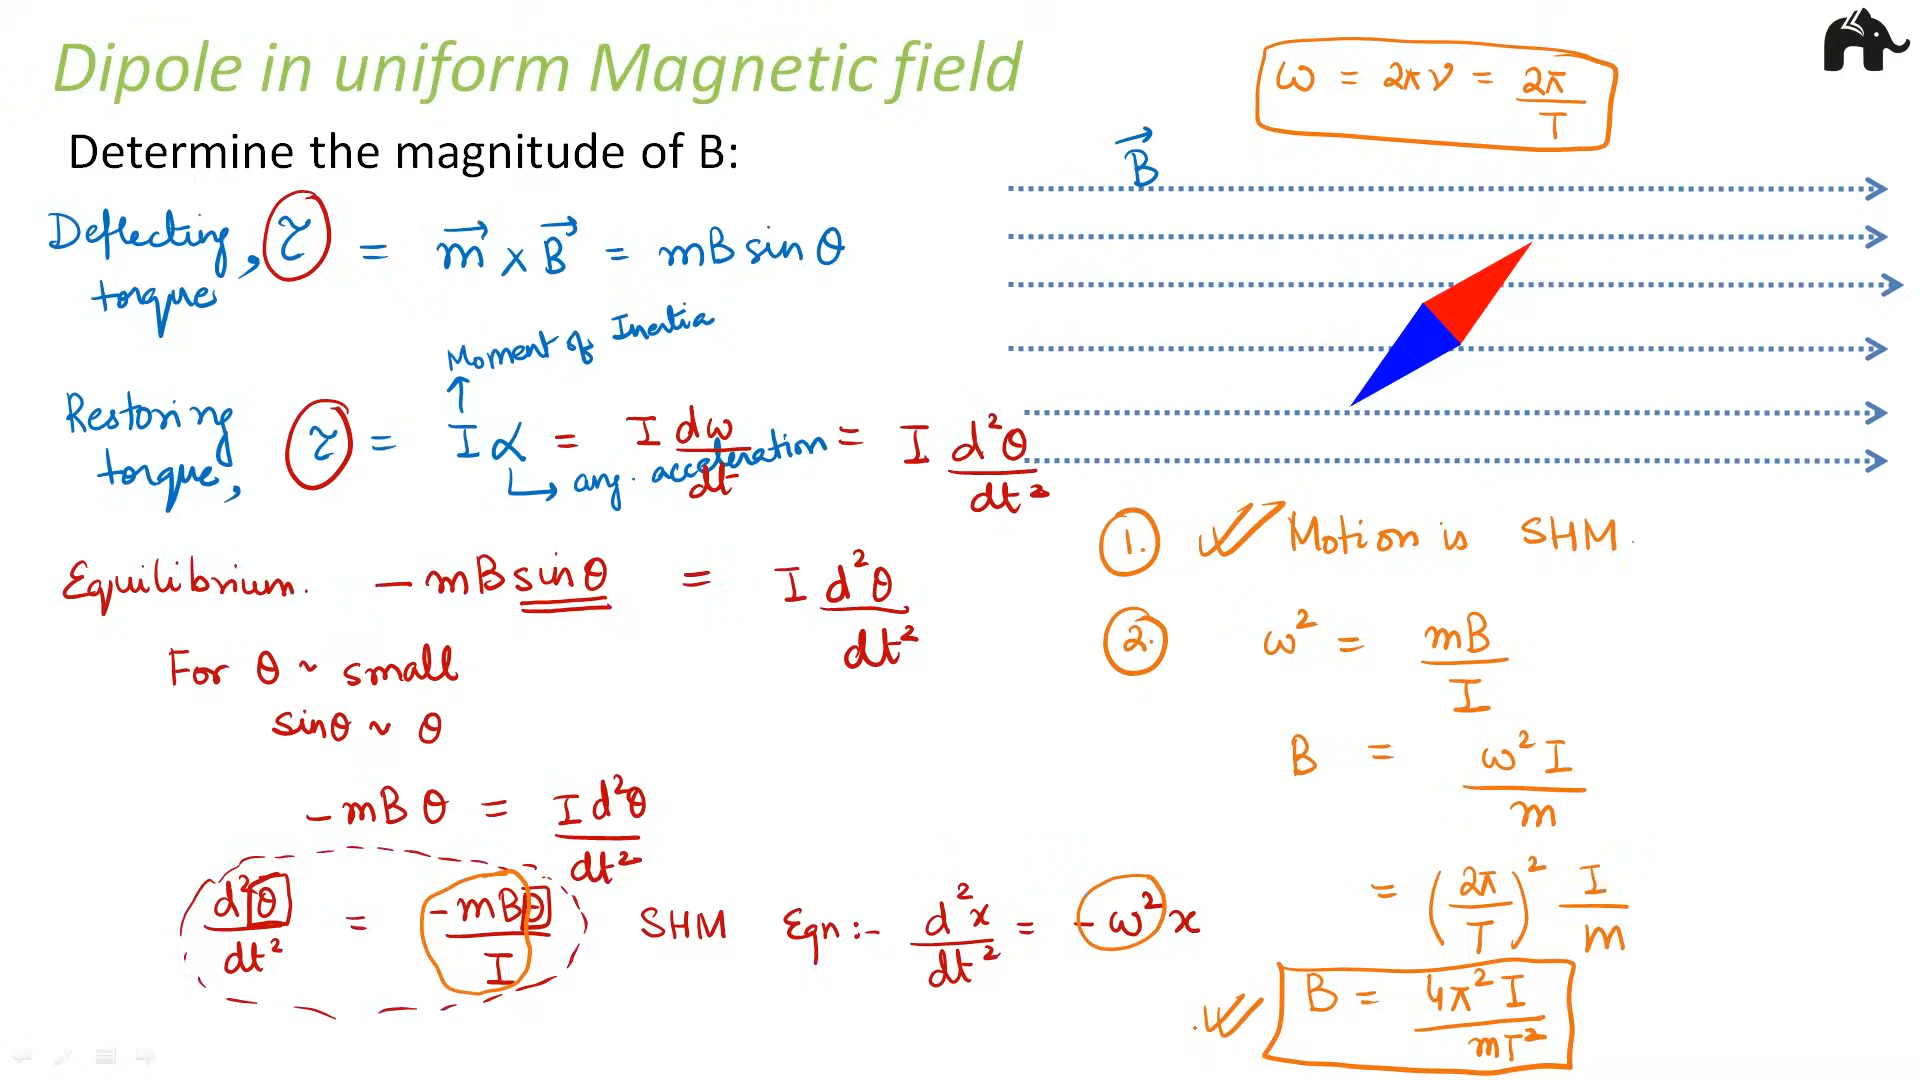 Dipole in uniform Magnetic field
ω = 2πν = 2π/T
Determine the magnitude of B:
B⃗
Deflecting torque, τ = m⃗ × B⃗ = mB sin θ
Moment of Inertia
Restoring torque, τ = I α = I dω/dt = I d²θ/dt²
ang. acceleration
Equilibrium. − mB sinθ = I d²θ/dt²
For θ ~ small
sinθ ~ θ
− mB θ = I d²θ/dt²
d²θ/dt² = −mBθ/I SHM Eqn :- d²x/dt² = −ω²x
1. Motion is SHM.
2. ω² = mB/I
B = ω²I/m
= (2π/T)² I/m
B = 4π²I/mT²